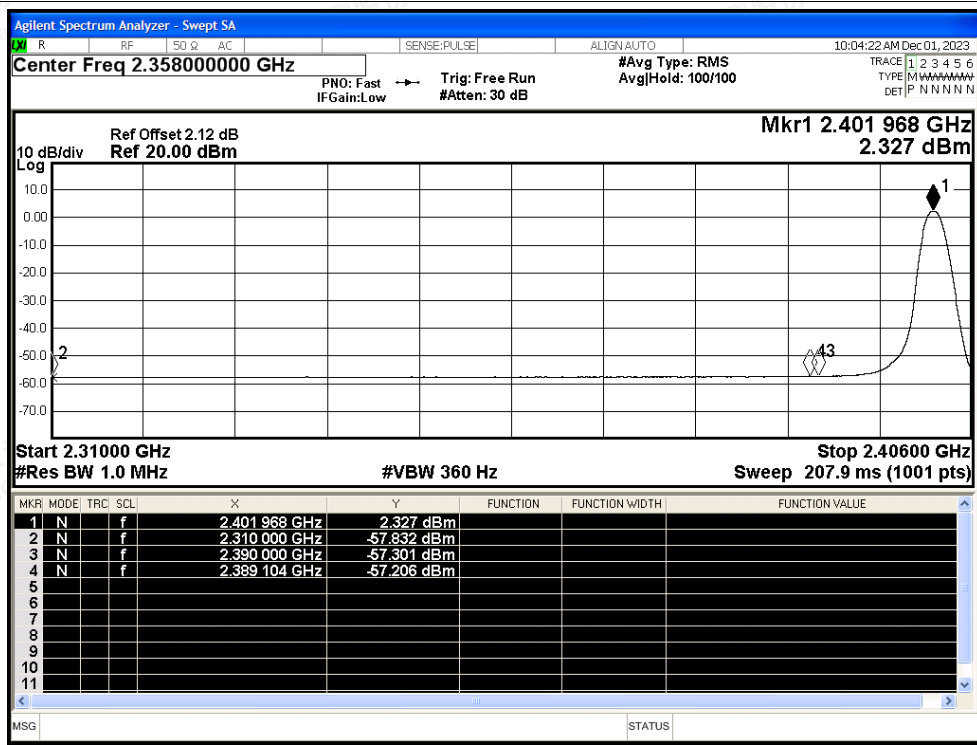 Agilent Spectrum Analyzer - Swept SA
LXI R RF 50 Ω AC SENSE:PULSE ALIGN AUTO 10:04:22 AM Dec 01, 2023
Center Freq 2.358000000 GHz
PNO: Fast
IFGain:Low
Trig: Free Run
#Atten: 30 dB
#Avg Type: RMS
Avg|Hold: 100/100
TRACE 1 2 3 4 5 6
TYPE M W W W W W
DET P N N N N N
Ref Offset 2.12 dB
10 dB/div Ref 20.00 dBm
Log
Mkr1 2.401 968 GHz
2.327 dBm
10.0
0.00
-10.0
-20.0
-30.0
-40.0
-50.0
-60.0
-70.0
1
2
43
Start 2.31000 GHz Stop 2.40600 GHz
#Res BW 1.0 MHz #VBW 360 Hz Sweep 207.9 ms (1001 pts)
MKR MODE TRC SCL X Y FUNCTION FUNCTION WIDTH FUNCTION VALUE
1 N f 2.401 968 GHz 2.327 dBm
2 N f 2.310 000 GHz -57.832 dBm
3 N f 2.390 000 GHz -57.301 dBm
4 N f 2.389 104 GHz -57.206 dBm
5
6
7
8
9
10
11
MSG STATUS